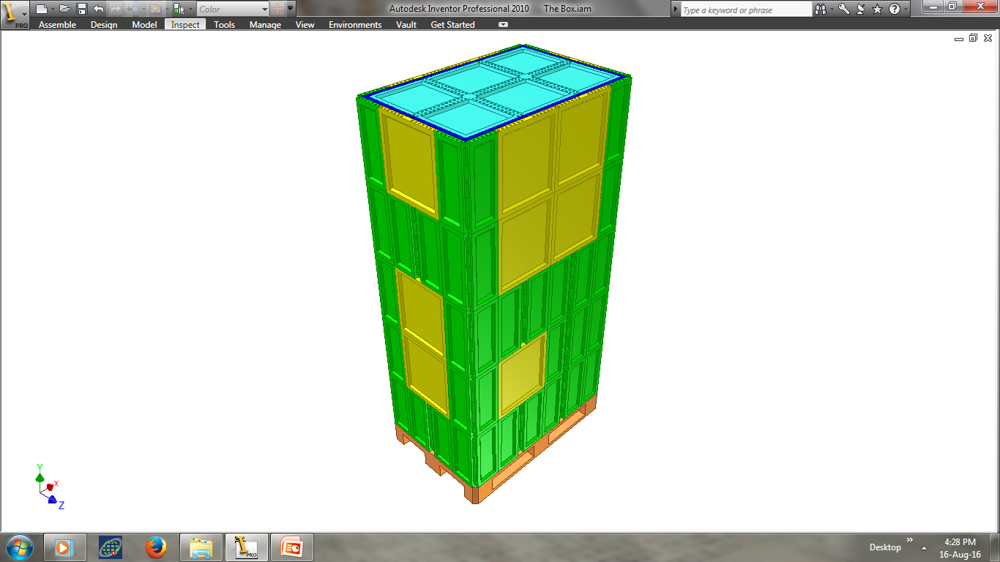 Color
Autodesk Inventor Professional 2010 The Box.iam
Type a keyword or phrase
PRO
Assemble Design Model Inspect Tools Manage View Environments Vault Get Started
Y
X
Z
PRO
Desktop
4:28 PM
16-Aug-16